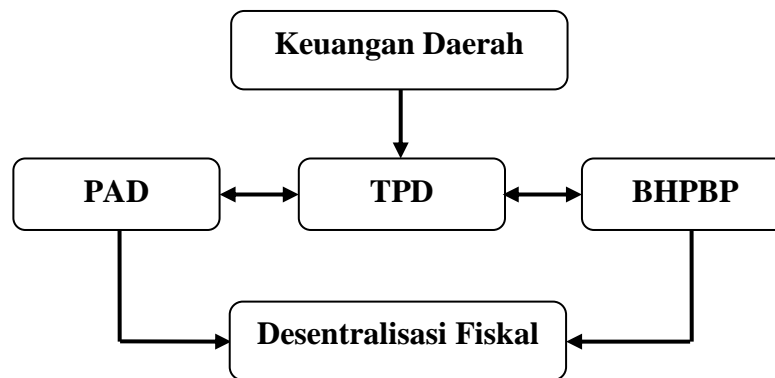 Keuangan Daerah
PAD
TPD
BHPBP
Desentralisasi Fiskal